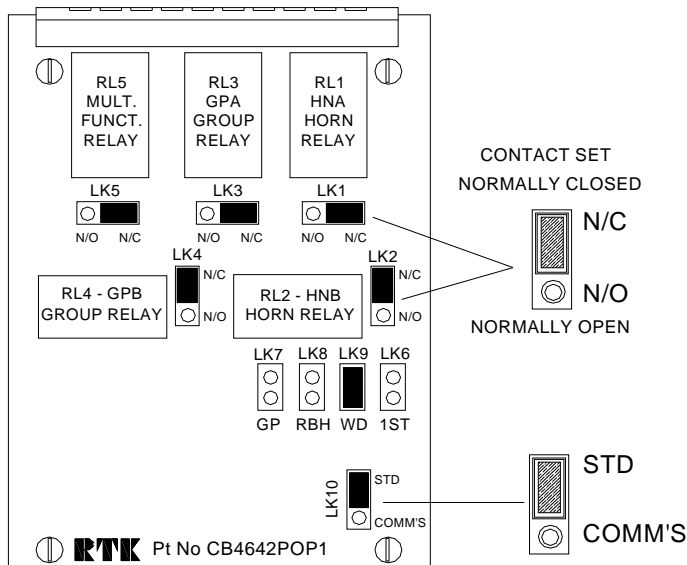 RL5
MULT.
FUNCT.
RELAY
RL3
GPA
GROUP
RELAY
RL1
HNA
HORN
RELAY
LK5
N/O N/C
LK3
N/O N/C
LK1
N/O N/C
LK4
N/C
N/O
LK2
N/C
N/O
RL4 - GPB
GROUP RELAY
RL2 - HNB
HORN RELAY
LK7
GP
LK8
RBH
LK9
WD
LK6
1ST
LK10
STD
COMM'S
RTK Pt No CB4642POP1
CONTACT SET
NORMALLY CLOSED
N/C
N/O
NORMALLY OPEN
STD
COMM'S